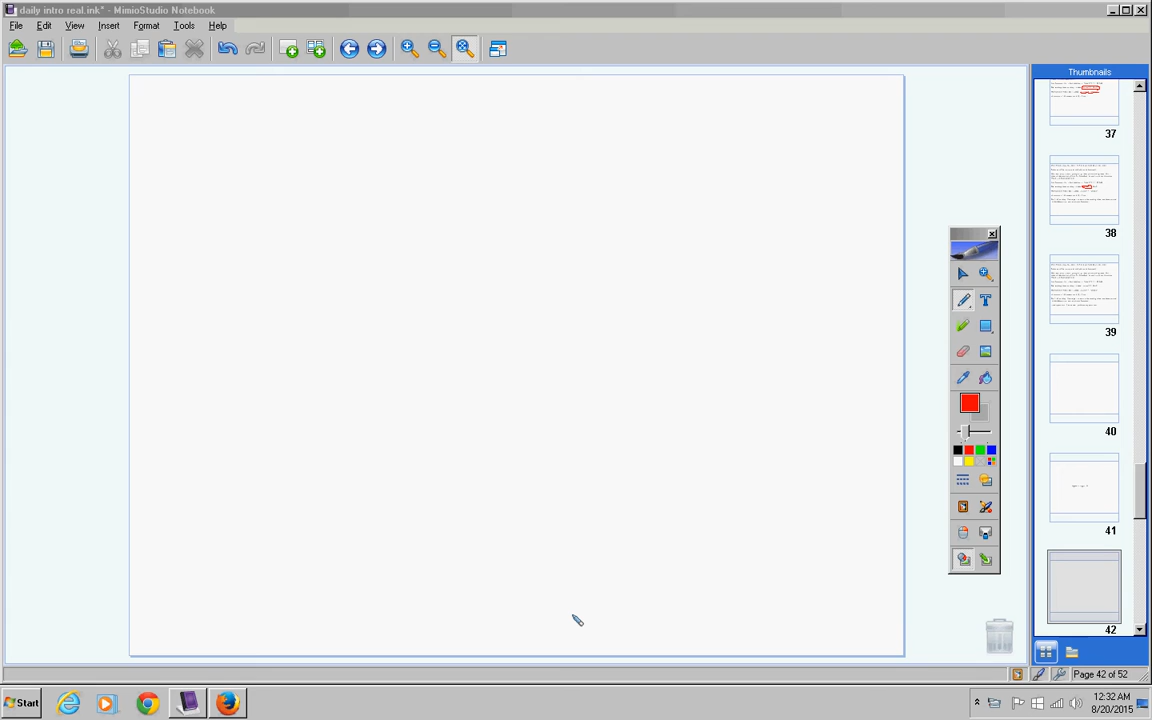 daily intro real.ink* - MimioStudio Notebook
File Edit View Insert Format Tools Help
Thumbnails
37
38
39
40
41
42
Page 42 of 52
Start
12:32 AM
8/20/2015